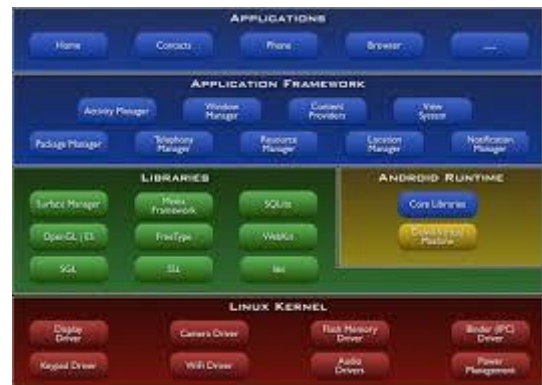 APPLICATIONS
Home Contacts Phone Browser ...
APPLICATION FRAMEWORK
Activity Manager Window Manager Content Providers View System
Package Manager Telephony Manager Resource Manager Location Manager Notification Manager
LIBRARIES
Surface Manager Media Framework SQLite
OpenGL | ES FreeType WebKit
SGL SSL libc
ANDROID RUNTIME
Core Libraries
Dalvik Virtual Machine
LINUX KERNEL
Display Driver Camera Driver Flash Memory Driver Binder (IPC) Driver
Keypad Driver WiFi Driver Audio Drivers Power Management